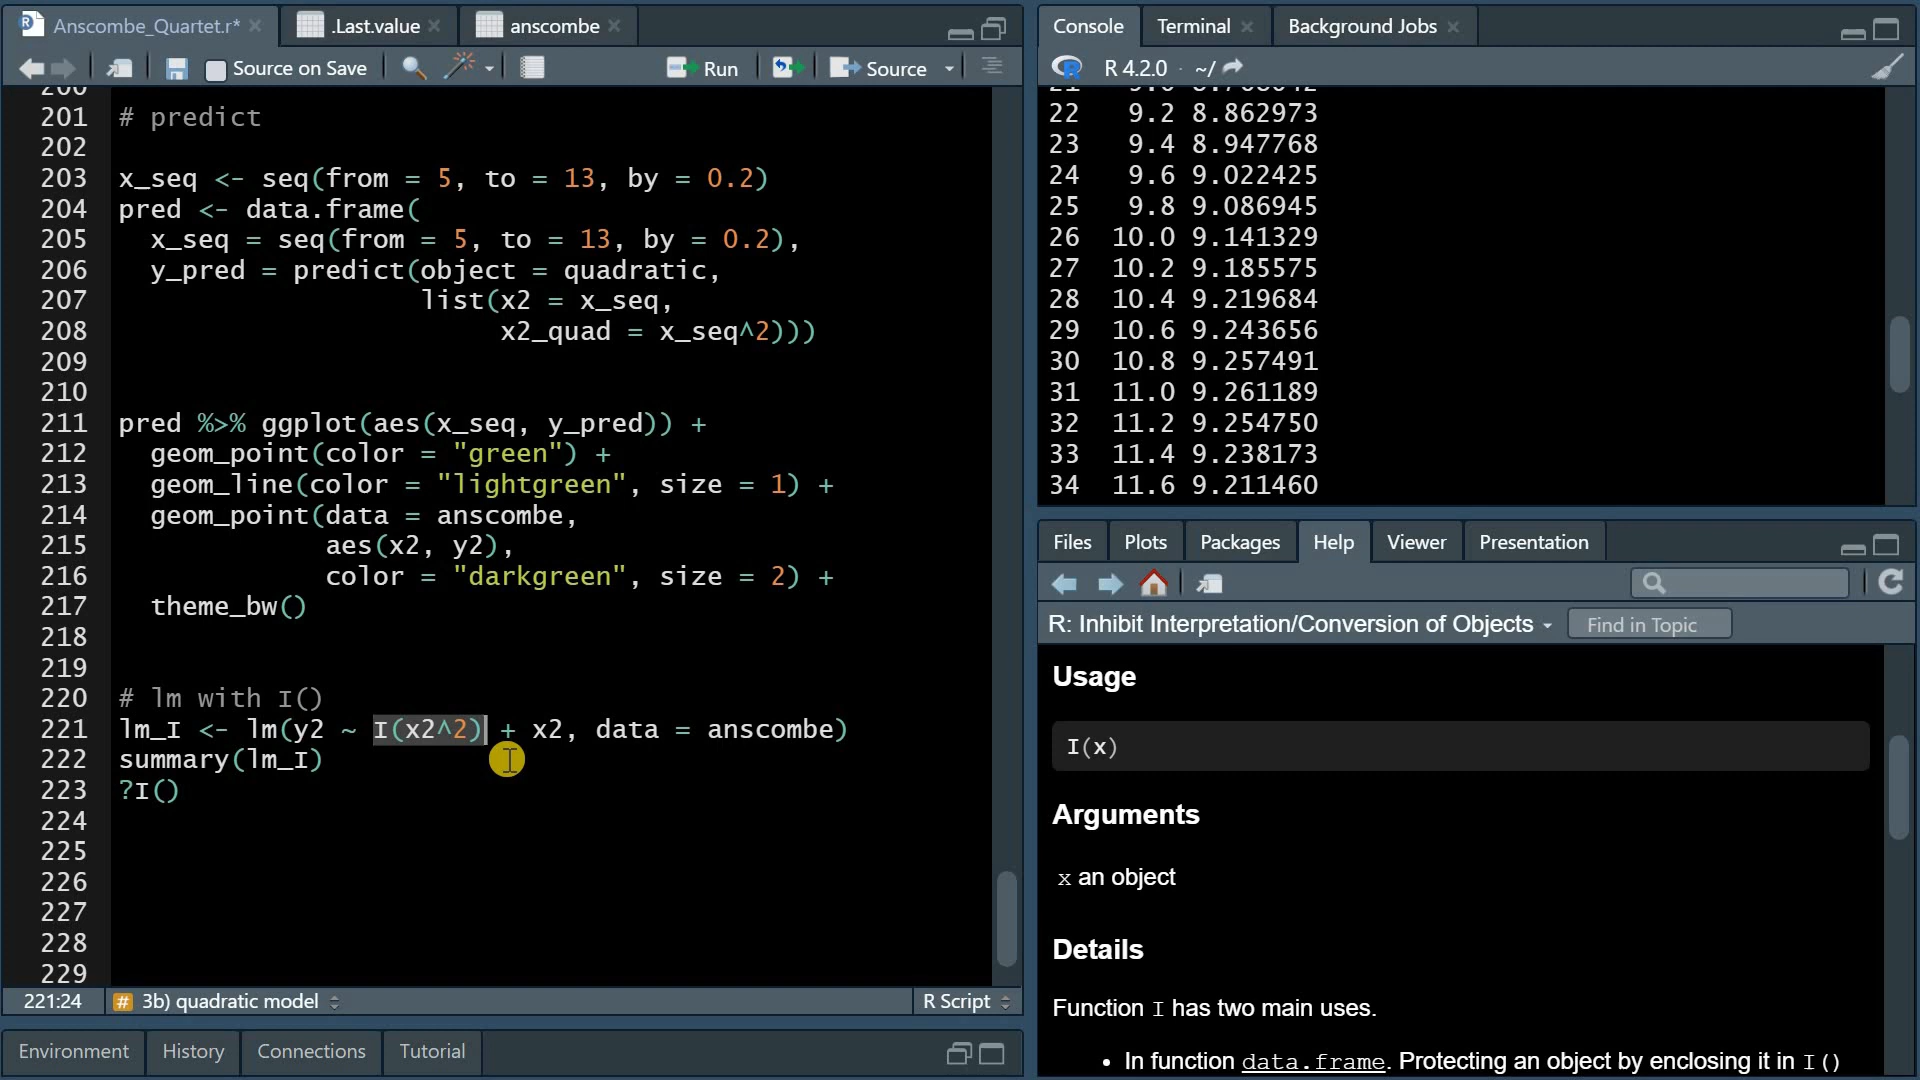 Anscombe_Quartet.r*
.Last.value
anscombe
Source on Save
Run
Source
200
201 # predict
202
203 x_seq <- seq(from = 5, to = 13, by = 0.2)
204 pred <- data.frame(
205 x_seq = seq(from = 5, to = 13, by = 0.2),
206 y_pred = predict(object = quadratic,
207 list(x2 = x_seq,
208 x2_quad = x_seq^2)))
209
210
211 pred %>% ggplot(aes(x_seq, y_pred)) +
212 geom_point(color = "green") +
213 geom_line(color = "lightgreen", size = 1) +
214 geom_point(data = anscombe,
215 aes(x2, y2),
216 color = "darkgreen", size = 2) +
217 theme_bw()
218
219
220 # lm with I()
221 lm_I <- lm(y2 ~ I(x2^2) + x2, data = anscombe)
222 summary(lm_I)
223 ?I()
224
225
226
227
228
229
221:24
# 3b) quadratic model
R Script
Environment
History
Connections
Tutorial
Console
Terminal
Background Jobs
R 4.2.0 · ~/
22 9.2 8.862973
23 9.4 8.947768
24 9.6 9.022425
25 9.8 9.086945
26 10.0 9.141329
27 10.2 9.185575
28 10.4 9.219684
29 10.6 9.243656
30 10.8 9.257491
31 11.0 9.261189
32 11.2 9.254750
33 11.4 9.238173
34 11.6 9.211460
Files
Plots
Packages
Help
Viewer
Presentation
R: Inhibit Interpretation/Conversion of Objects
Find in Topic
Usage
I(x)
Arguments
x an object
Details
Function I has two main uses.
• In function data.frame. Protecting an object by enclosing it in I()